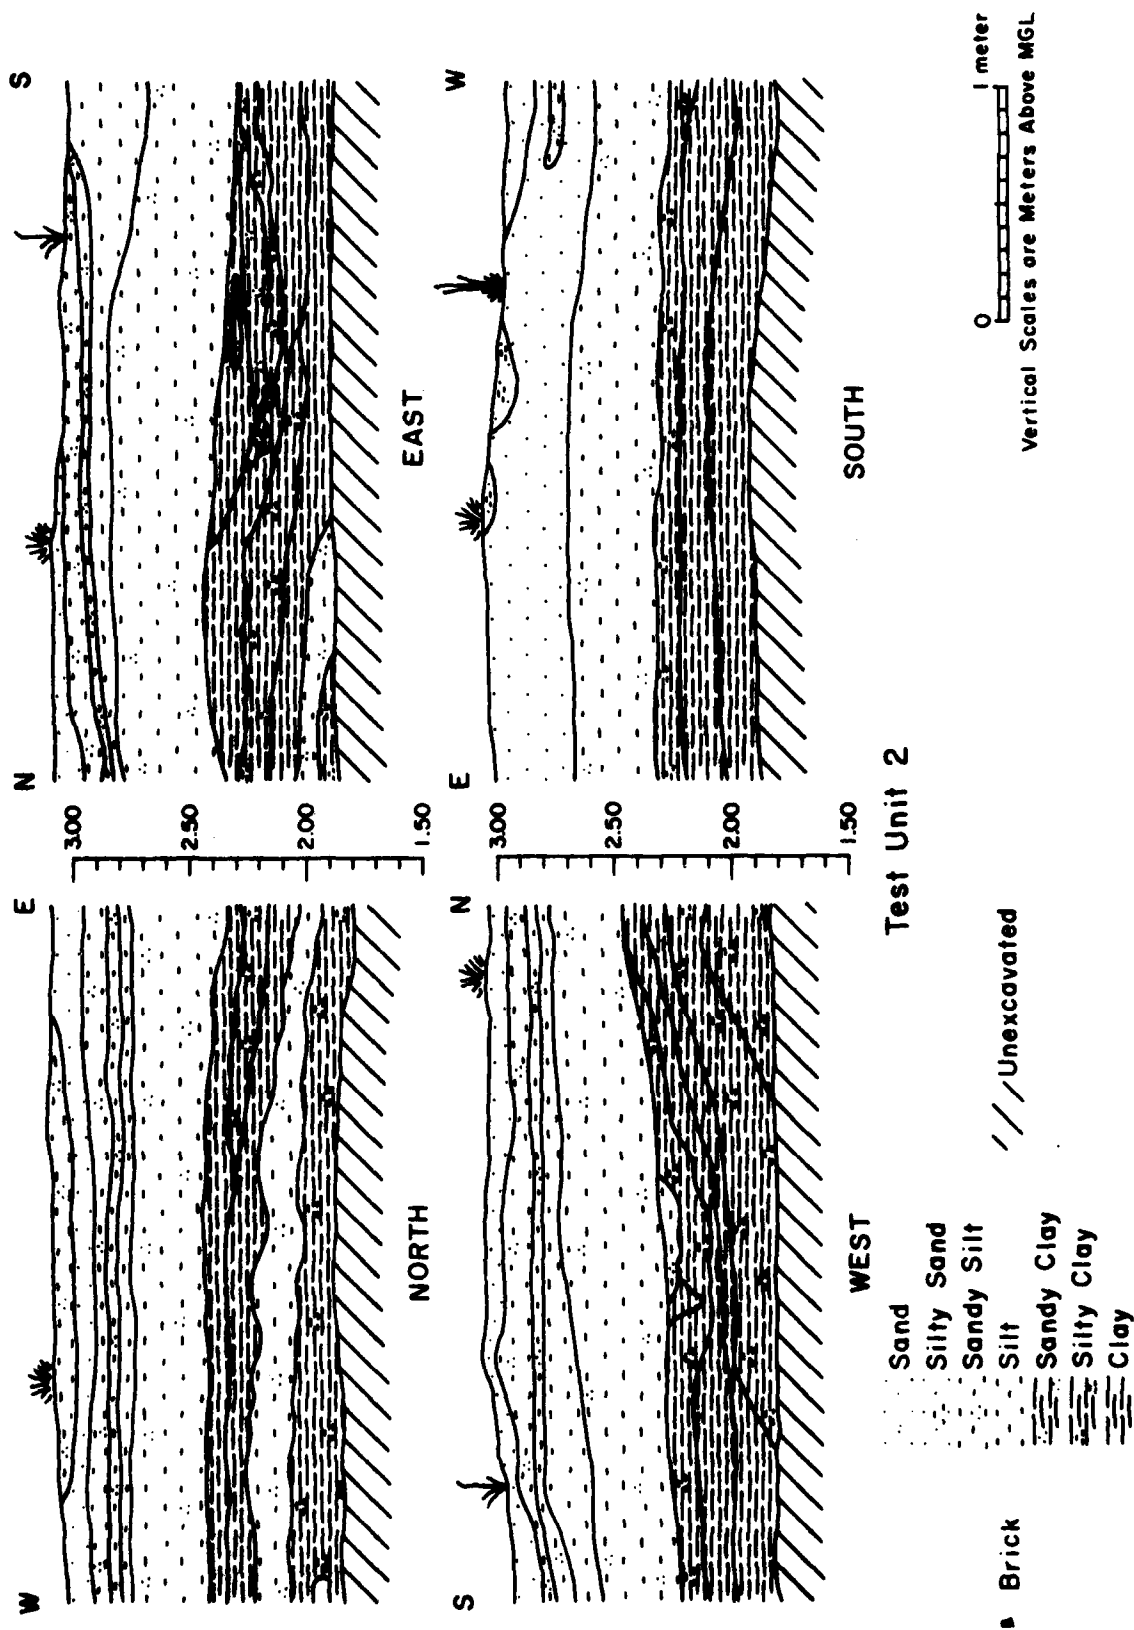 W E
NORTH
3.00
2.50
2.00
1.50
N S
EAST
S N
WEST
3.00
2.50
2.00
1.50
E W
SOUTH
Test Unit 2
Brick
Sand
Silty Sand
Sandy Silt
Silt
Sandy Clay
Silty Clay
Clay
Unexcavated
0 1 meter
Vertical Scales are Meters Above MGL